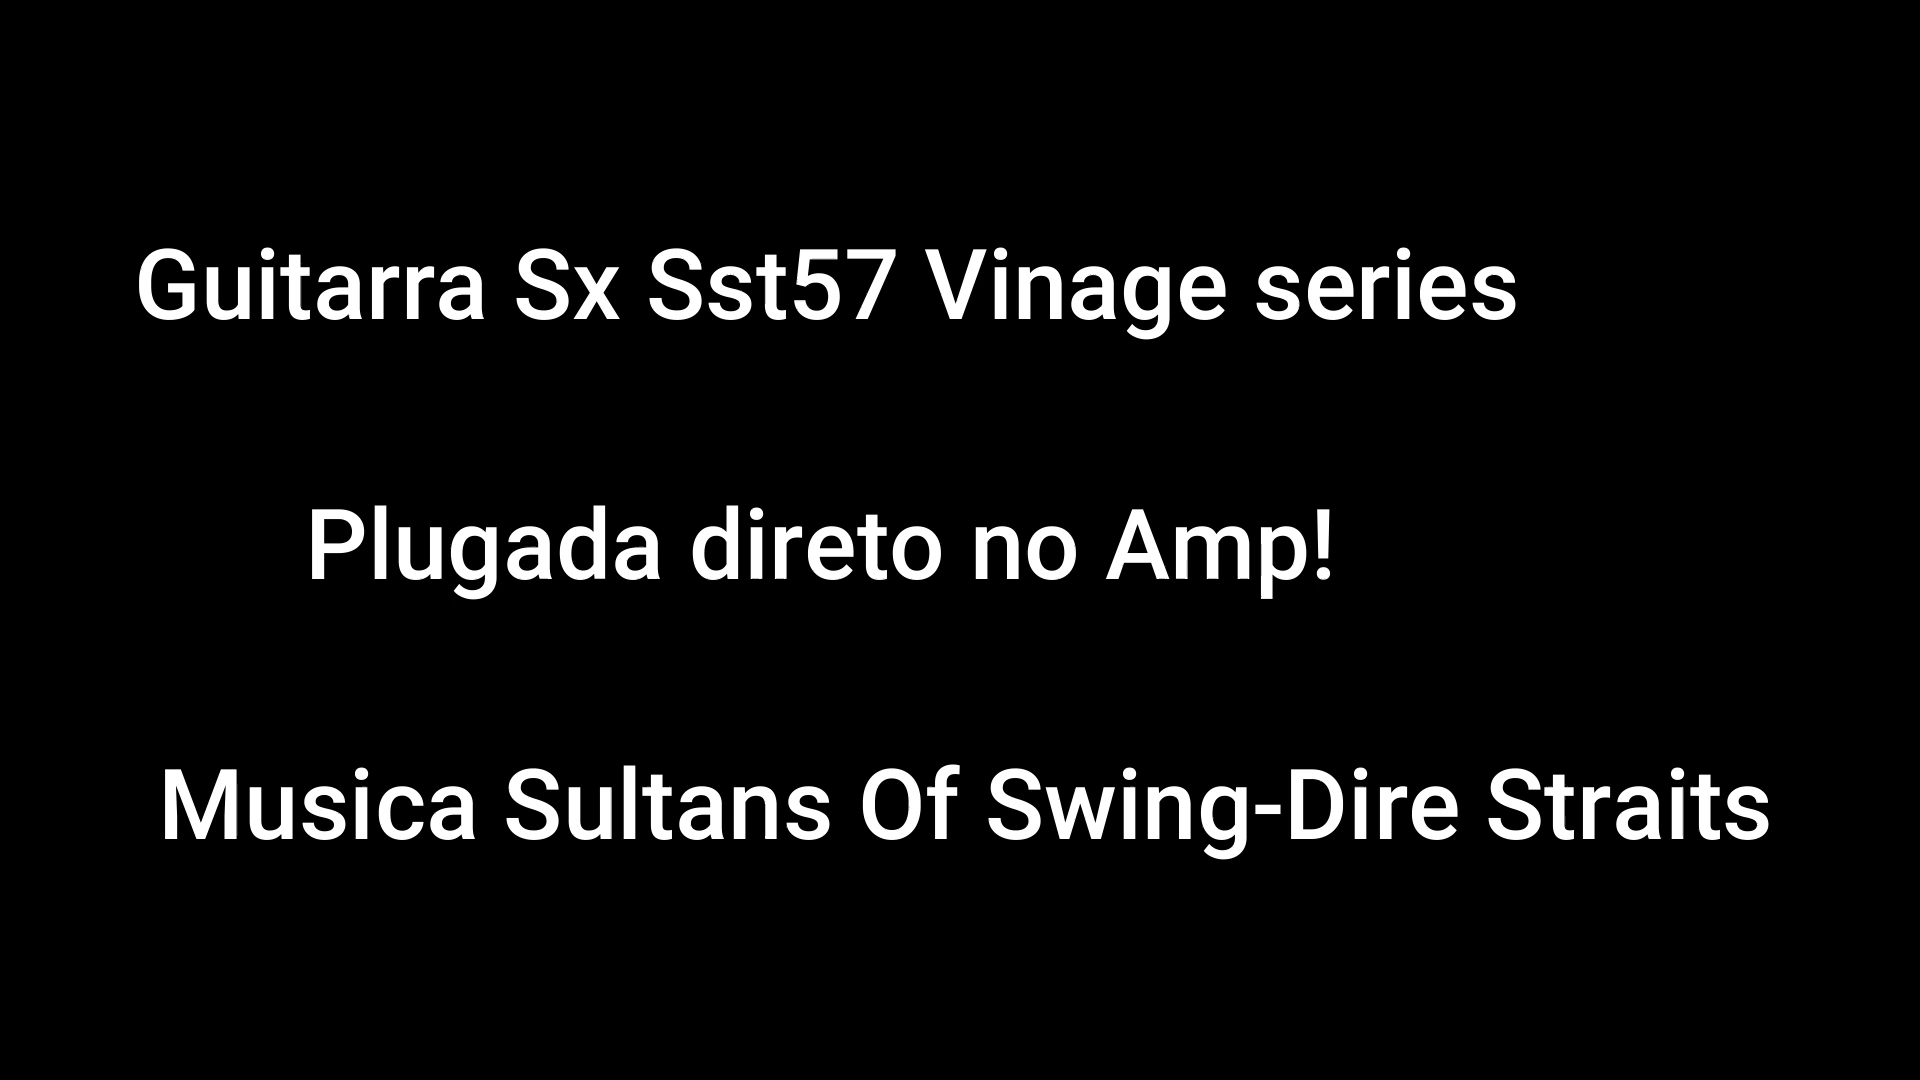 Guitarra Sx Sst57 Vinage series
Plugada direto no Amp!
Musica Sultans Of Swing-Dire Straits